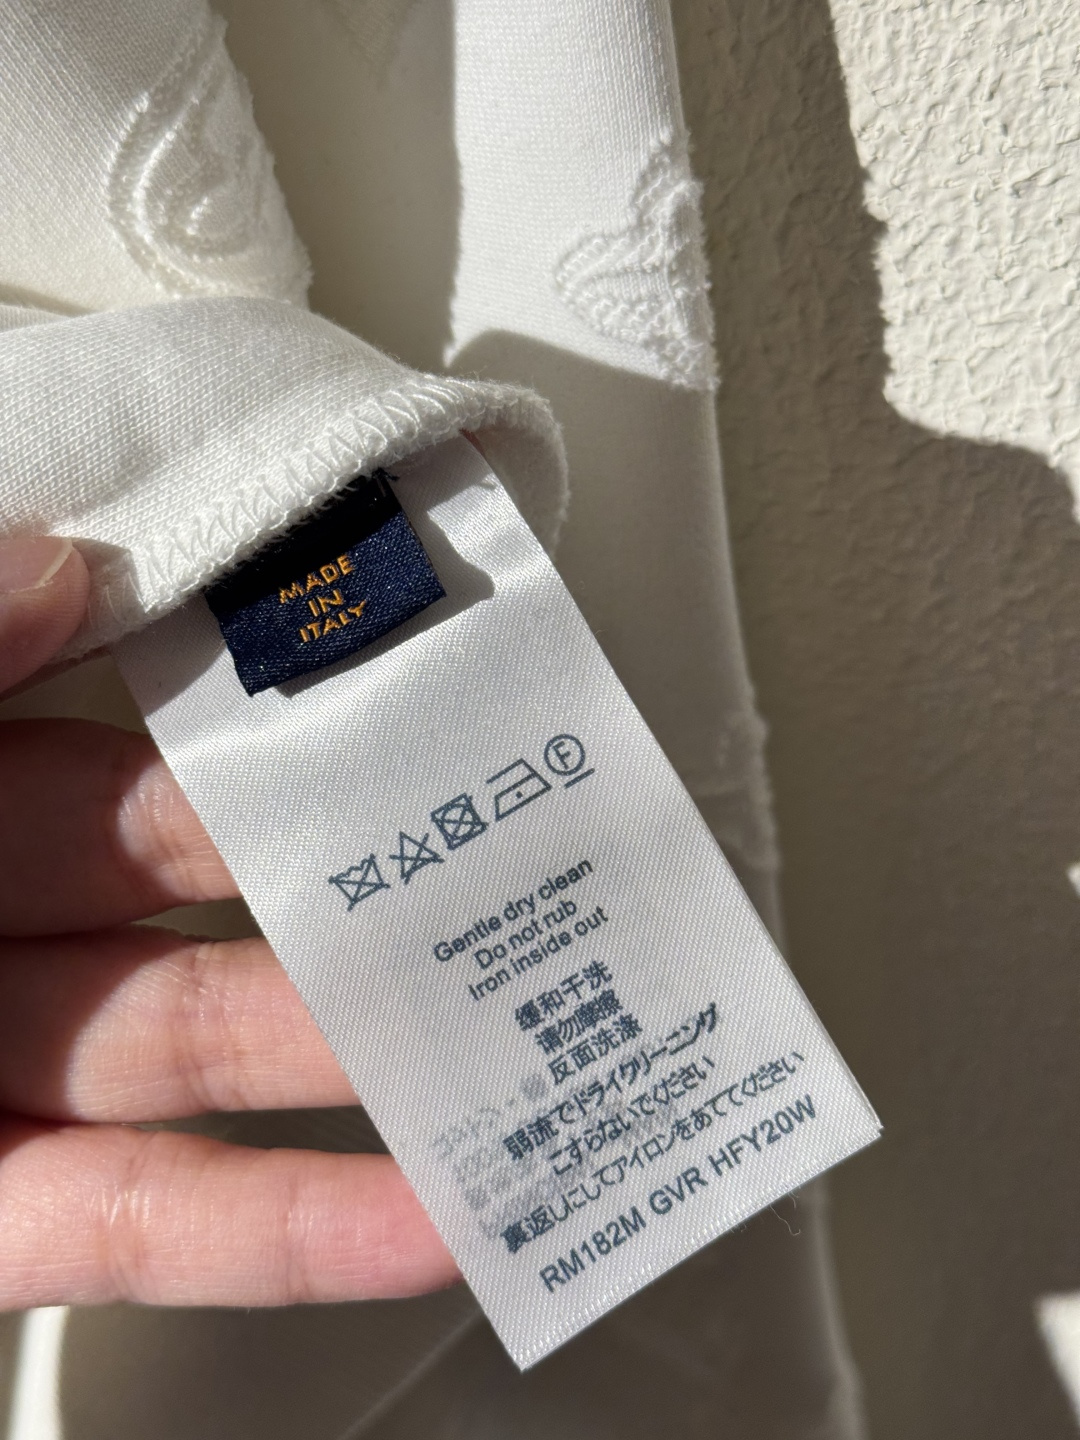 MADE
IN
ITALY
F
Gentle dry clean
Do not rub
Iron inside out
缓和干洗
请勿摩擦
反面洗涤
弱流でドライクリーニング
こすらないでください
裏返しにしてアイロンをあててください
RM182M GVR HFY20W